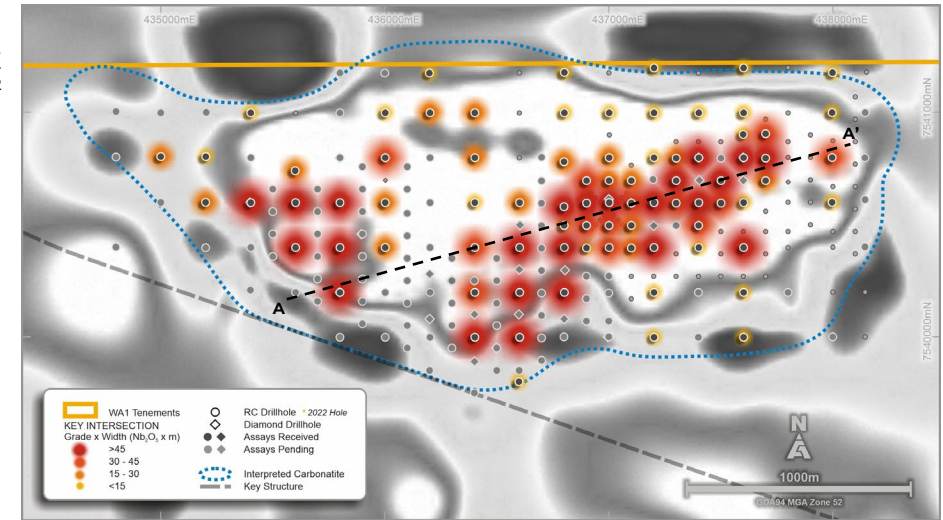 435000mE 436000mE 437000mE 438000mE
7541000mN
A'
A
7540000mN
WA1 Tenements
KEY INTERSECTION
Grade x Width (Nb₂O₅ x m)
>45
30 - 45
15 - 30
<15
RC Drillhole * 2022 Hole
Diamond Drillhole
Assays Received
Assays Pending
Interpreted Carbonatite
Key Structure
N
1000m
GDA94 MGA Zone 52